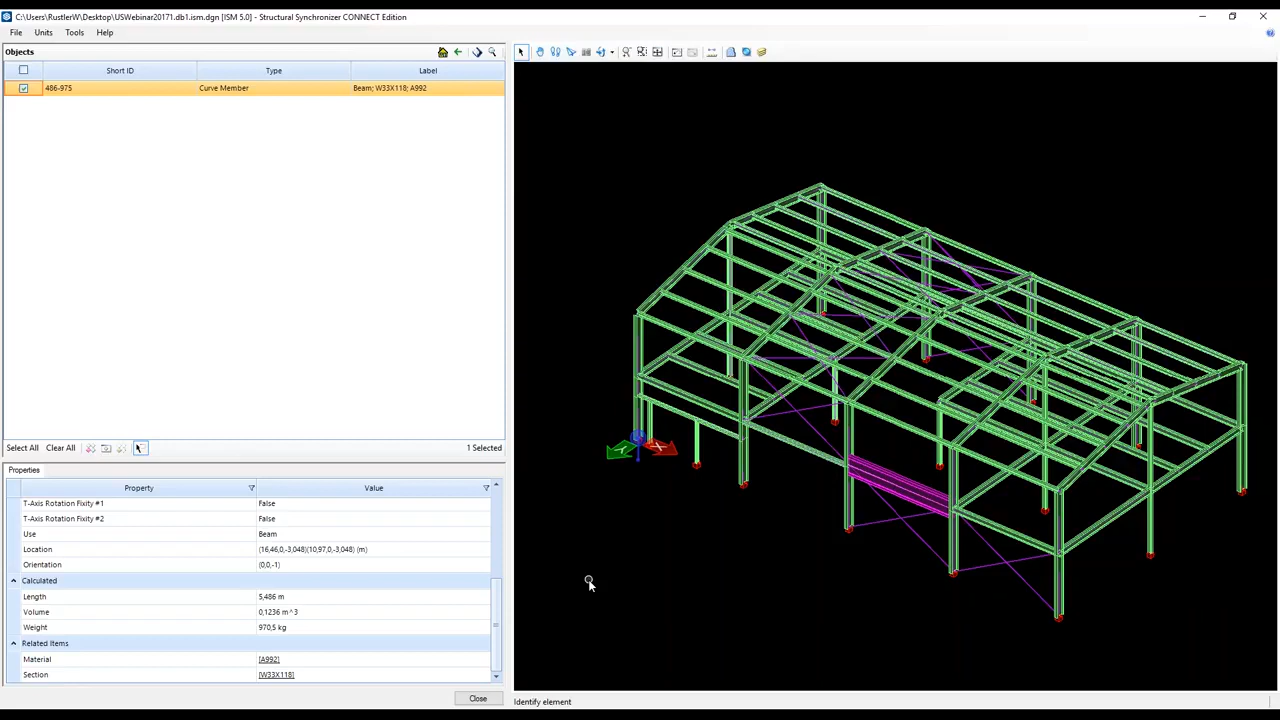 C:\Users\RustlerW\Desktop\USWebinar20171.db1.ism.dgn [ISM 5.0] - Structural Synchronizer CONNECT Edition
File Units Tools Help
Objects
Short ID Type Label
486-975 Curve Member Beam; W33X118; A992
Select All Clear All 1 Selected
Properties
Property Value
T-Axis Rotation Fixity #1 False
T-Axis Rotation Fixity #2 False
Use Beam
Location (16,46,0,-3,048)(10,97,0,-3,048) (m)
Orientation (0,0,-1)
Calculated
Length 5,486 m
Volume 0,1236 m^3
Weight 970,5 kg
Related Items
Material [A992]
Section [W33X118]
Close
Identify element
Y X